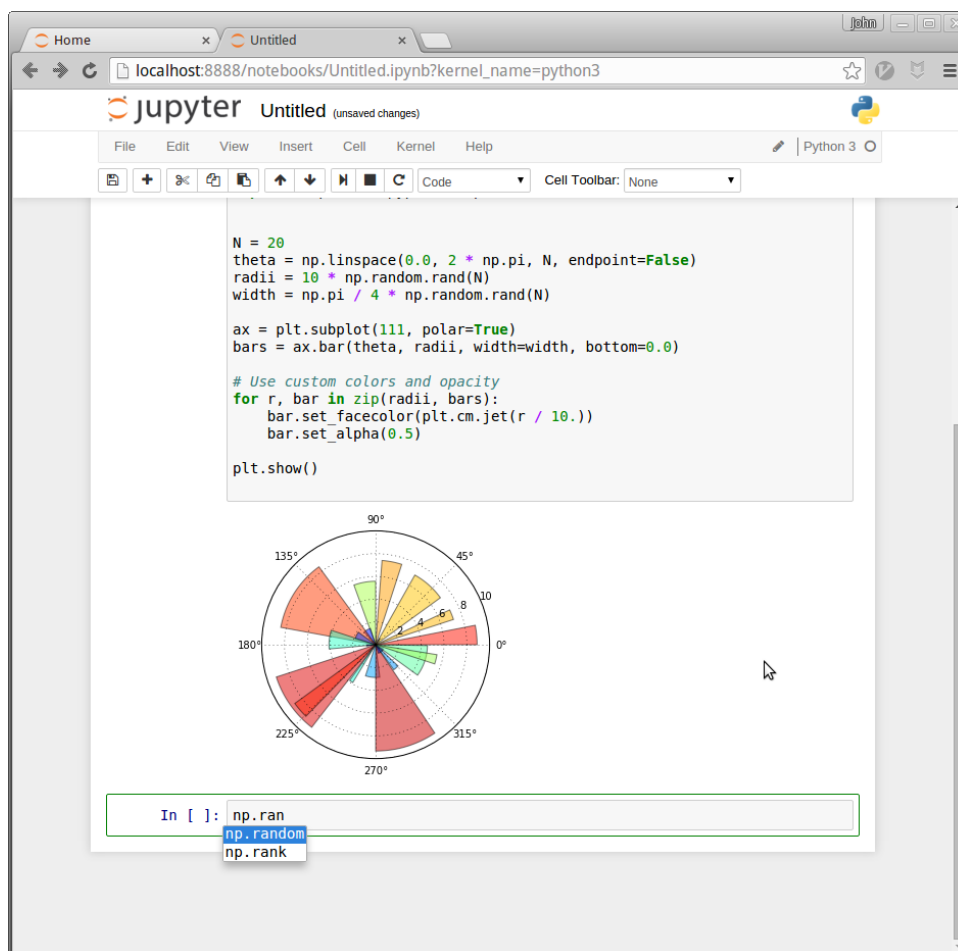 John
Home × Untitled ×
localhost:8888/notebooks/Untitled.ipynb?kernel_name=python3
jupyter Untitled (unsaved changes)
File Edit View Insert Cell Kernel Help Python 3
Code Cell Toolbar: None
N = 20
theta = np.linspace(0.0, 2 * np.pi, N, endpoint=False)
radii = 10 * np.random.rand(N)
width = np.pi / 4 * np.random.rand(N)
ax = plt.subplot(111, polar=True)
bars = ax.bar(theta, radii, width=width, bottom=0.0)
# Use custom colors and opacity
for r, bar in zip(radii, bars):
    bar.set_facecolor(plt.cm.jet(r / 10.))
    bar.set_alpha(0.5)
plt.show()
90°
135° 45°
2 4 6 8 10
180° 0°
225° 315°
270°
In [ ]: np.ran
np.random
np.rank